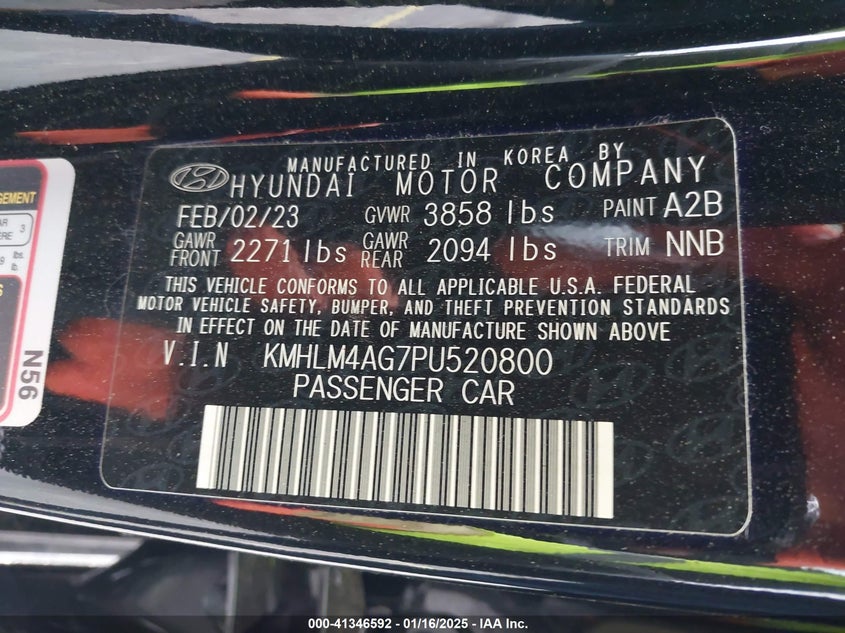 MANUFACTURED IN KOREA BY
HYUNDAI MOTOR COMPANY
FEB/02/23 GVWR 3858 lbs PAINT A2B
GAWR FRONT 2271 lbs GAWR REAR 2094 lbs TRIM NNB
THIS VEHICLE CONFORMS TO ALL APPLICABLE U.S.A. FEDERAL
MOTOR VEHICLE SAFETY, BUMPER, AND THEFT PREVENTION STANDARDS
IN EFFECT ON THE DATE OF MANUFACTURE SHOWN ABOVE
V.I.N KMHLM4AG7PU520800
PASSENGER CAR
3
lbs.
lb.
N56
000-41346592 - 01/16/2025 - IAA Inc.